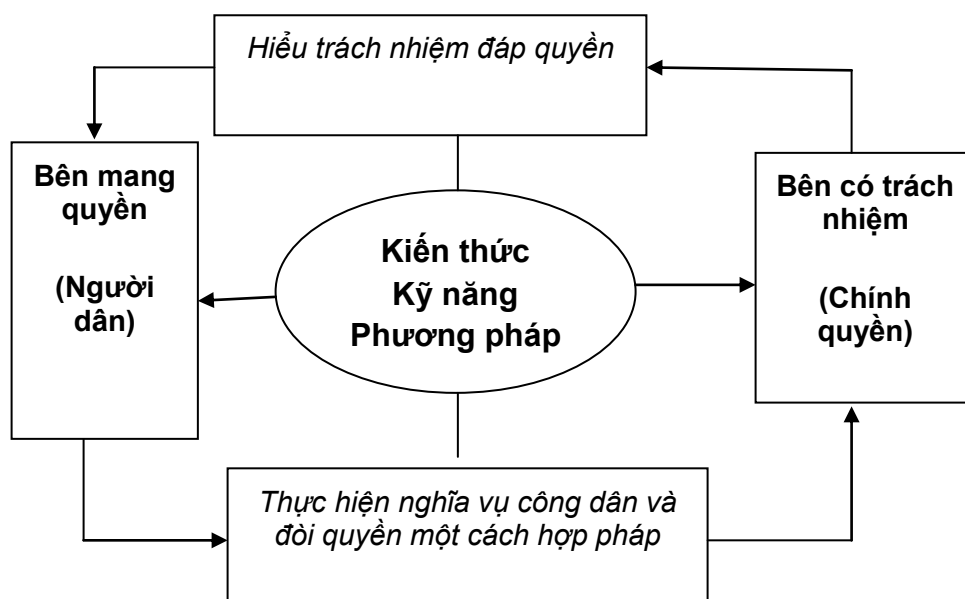 Hiểu trách nhiệm đáp quyền
Bên mang
quyền
(Người
dân)
Kiến thức
Kỹ năng
Phương pháp
Bên có trách
nhiệm
(Chính
quyền)
Thực hiện nghĩa vụ công dân và
đòi quyền một cách hợp pháp